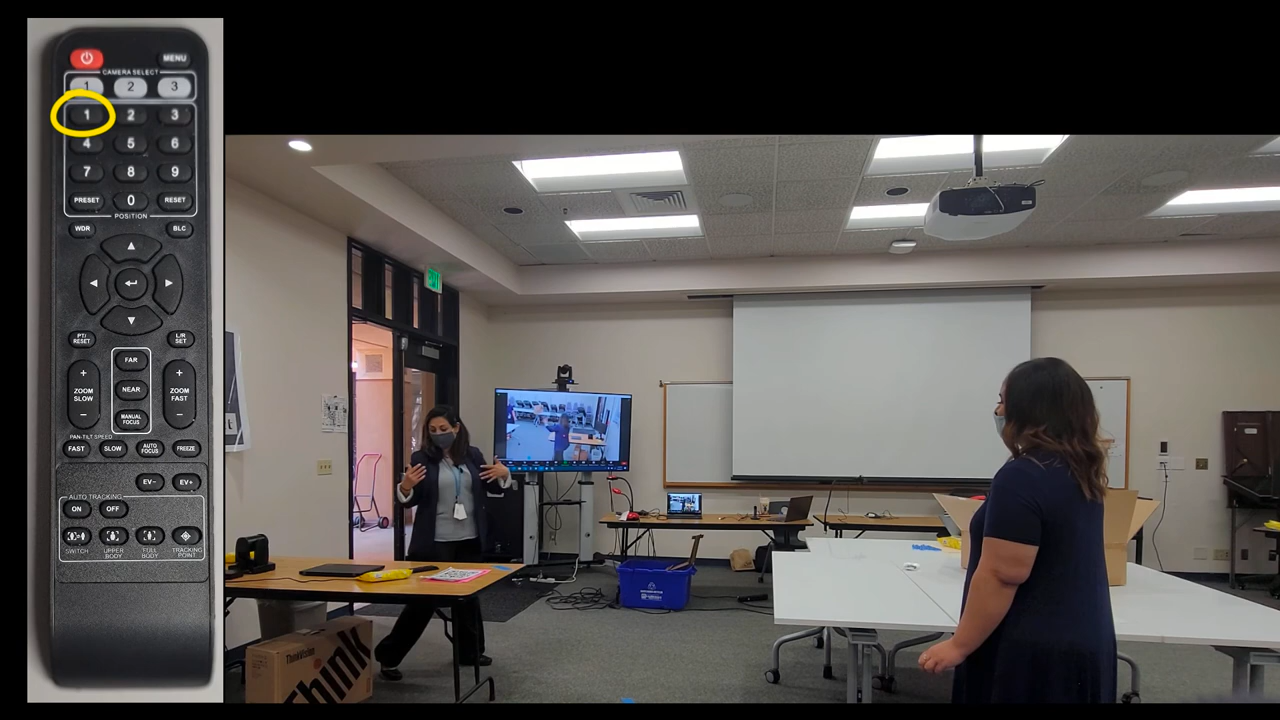 MENU
CAMERA SELECT
1 2 3
1 2 3
4 5 6
7 8 9
PRESET 0 RESET
POSITION
WDR BLC
PT/
RESET
L/R
SET
FAR
+
ZOOM
SLOW
−
NEAR
+
ZOOM
FAST
−
MANUAL
FOCUS
PAN-TILT SPEED
FAST SLOW AUTO
FOCUS FREEZE
EV− EV+
AUTO TRACKING
ON OFF
SWITCH UPPER
BODY FULL
BODY TRACKING
POINT
EXIT
ThinkVision
Think